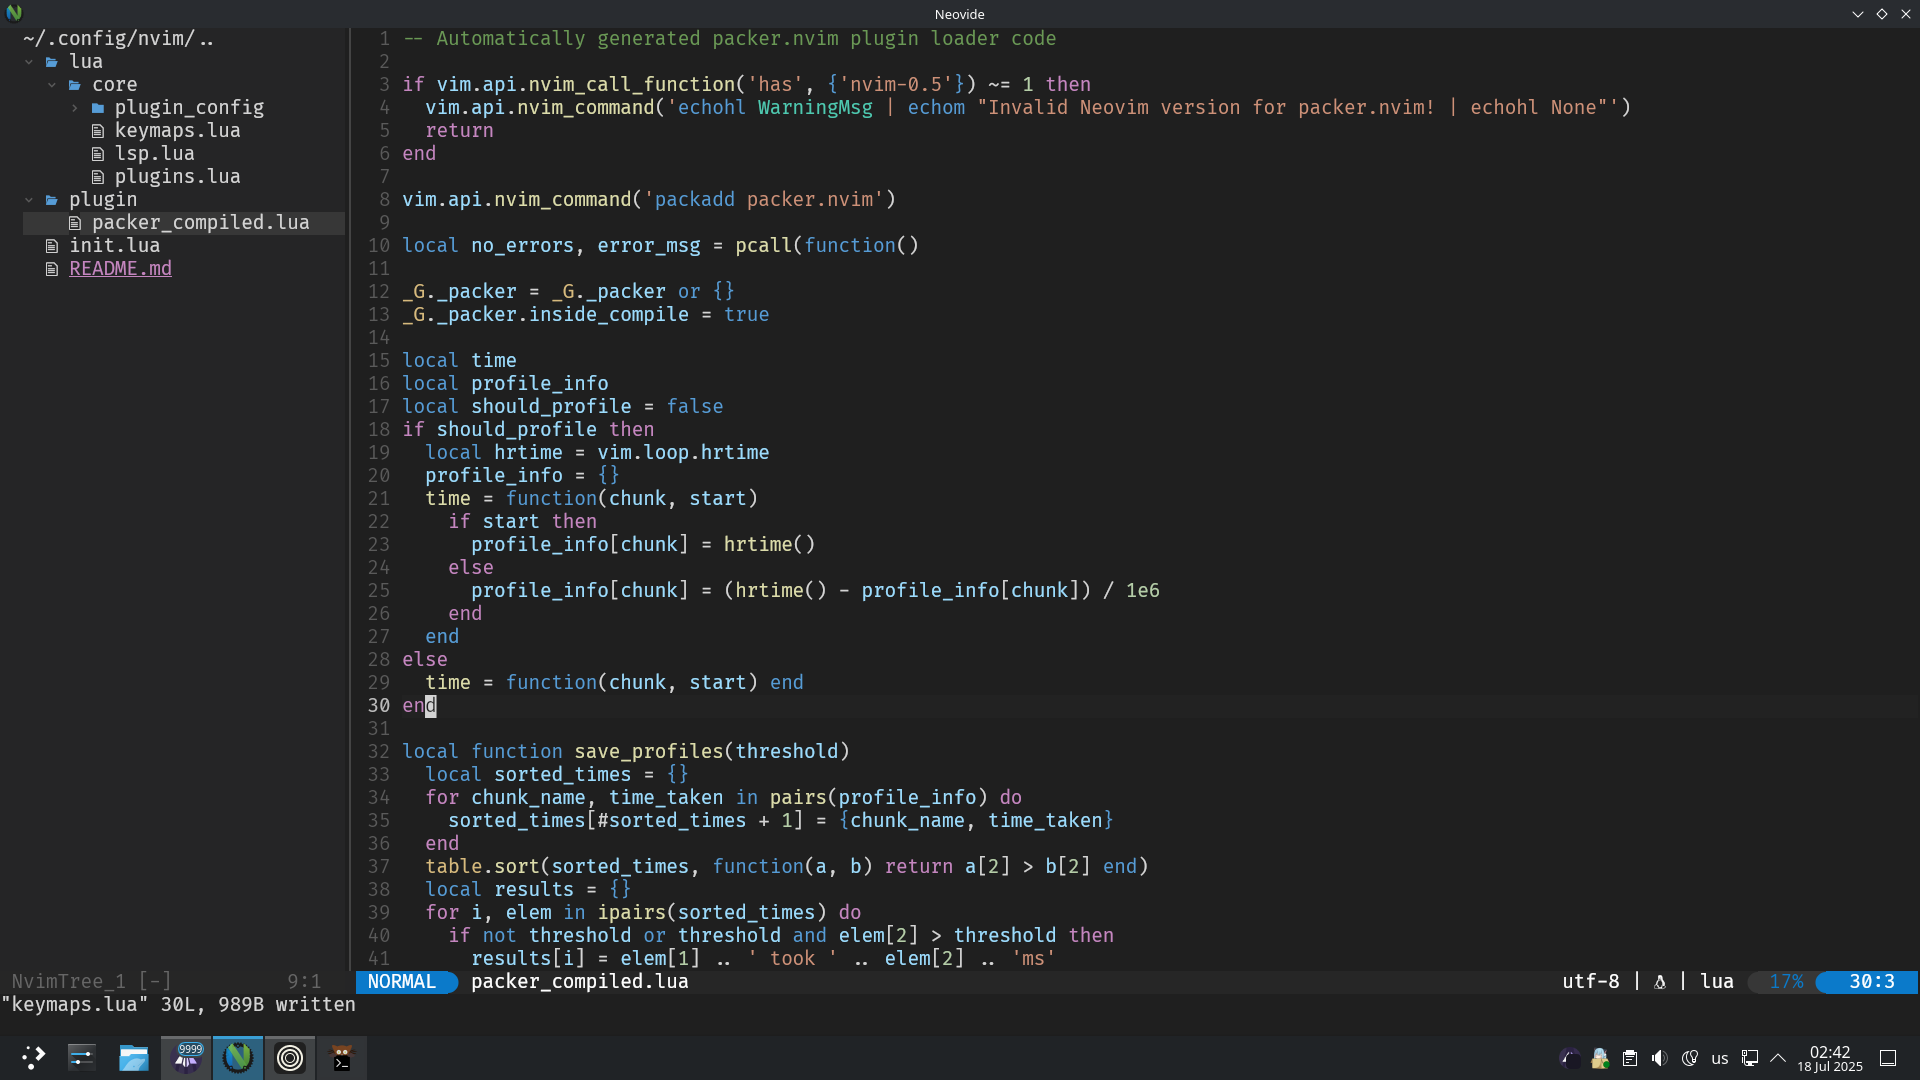 Neovide
~/.config/nvim/..
lua
core
plugin_config
keymaps.lua
lsp.lua
plugins.lua
plugin
packer_compiled.lua
init.lua
README.md
1 -- Automatically generated packer.nvim plugin loader code
2
3 if vim.api.nvim_call_function('has', {'nvim-0.5'}) ~= 1 then
4   vim.api.nvim_command('echohl WarningMsg | echom "Invalid Neovim version for packer.nvim! | echohl None"')
5   return
6 end
7
8 vim.api.nvim_command('packadd packer.nvim')
9
10 local no_errors, error_msg = pcall(function()
11
12 _G._packer = _G._packer or {}
13 _G._packer.inside_compile = true
14
15 local time
16 local profile_info
17 local should_profile = false
18 if should_profile then
19   local hrtime = vim.loop.hrtime
20   profile_info = {}
21   time = function(chunk, start)
22     if start then
23       profile_info[chunk] = hrtime()
24     else
25       profile_info[chunk] = (hrtime() - profile_info[chunk]) / 1e6
26     end
27   end
28 else
29   time = function(chunk, start) end
30 end
31
32 local function save_profiles(threshold)
33   local sorted_times = {}
34   for chunk_name, time_taken in pairs(profile_info) do
35     sorted_times[#sorted_times + 1] = {chunk_name, time_taken}
36   end
37   table.sort(sorted_times, function(a, b) return a[2] > b[2] end)
38   local results = {}
39   for i, elem in ipairs(sorted_times) do
40     if not threshold or threshold and elem[2] > threshold then
41       results[i] = elem[1] .. ' took ' .. elem[2] .. 'ms'
NvimTree_1 [-] 9:1 NORMAL packer_compiled.lua utf-8 | | lua 17% 30:3
"keymaps.lua" 30L, 989B written
9999
us
02:42
18 Jul 2025